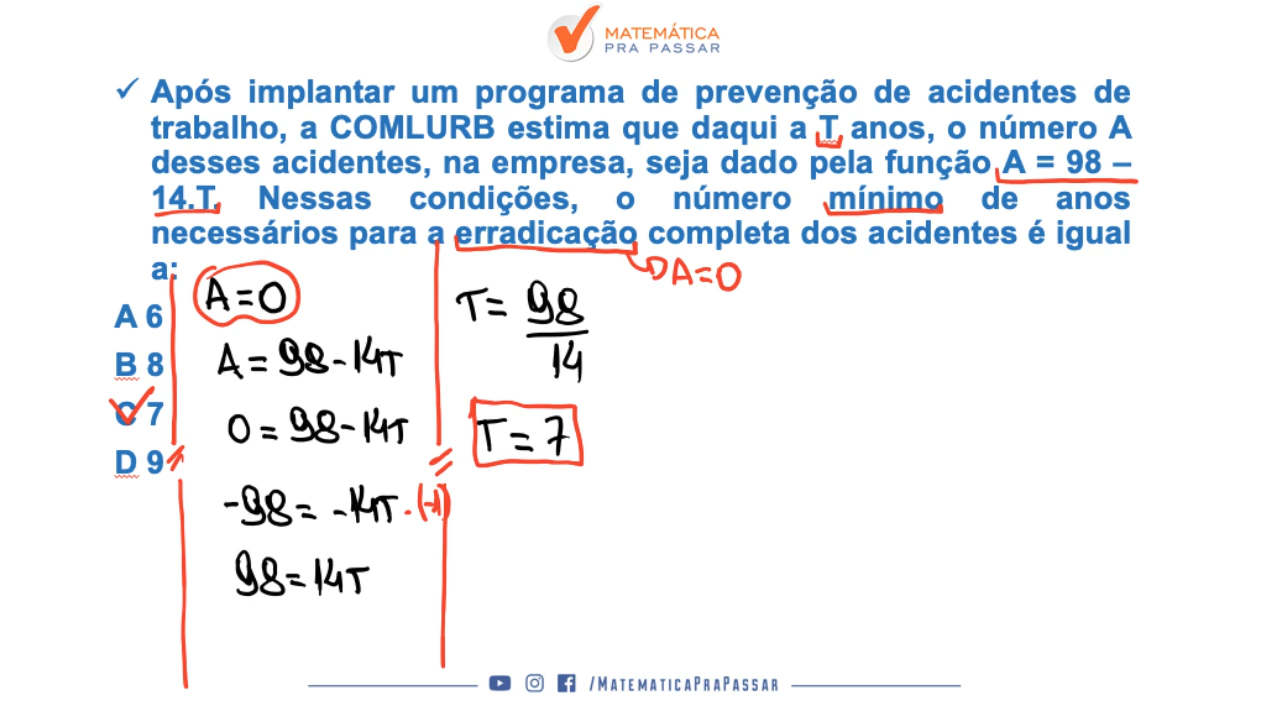 MATEMÁTICA
PRA PASSAR
✓ Após implantar um programa de prevenção de acidentes de
trabalho, a COMLURB estima que daqui a T anos, o número A
desses acidentes, na empresa, seja dado pela função A = 98 –
14.T. Nessas condições, o número mínimo de anos
necessários para a erradicação completa dos acidentes é igual
a:
A=0
A 6
B 8
C 7
D 9
A=0
A = 98 - 14T
0 = 98 - 14T
-98 = -14T .(-1)
98 = 14T
T = 98
14
T = 7
/MATEMATICAPRAPASSAR